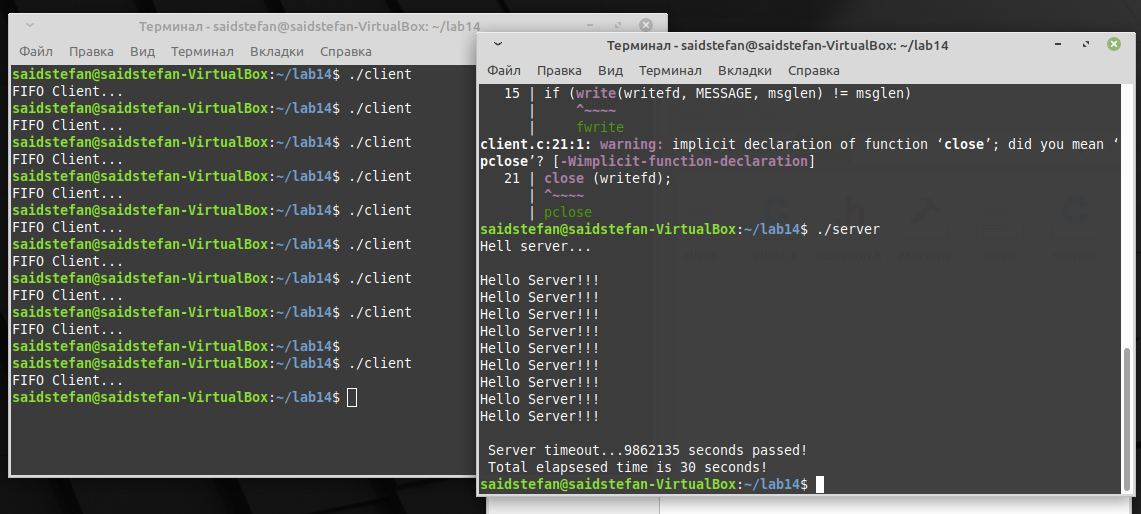 Терминал - saidstefan@saidstefan-VirtualBox: ~/lab14
Файл Правка Вид Терминал Вкладки Справка
saidstefan@saidstefan-VirtualBox:~/lab14$ ./client
FIFO Client...
saidstefan@saidstefan-VirtualBox:~/lab14$ ./client
FIFO Client...
saidstefan@saidstefan-VirtualBox:~/lab14$ ./client
FIFO Client...
saidstefan@saidstefan-VirtualBox:~/lab14$ ./client
FIFO Client...
saidstefan@saidstefan-VirtualBox:~/lab14$ ./client
FIFO Client...
saidstefan@saidstefan-VirtualBox:~/lab14$ ./client
FIFO Client...
saidstefan@saidstefan-VirtualBox:~/lab14$ ./client
FIFO Client...
saidstefan@saidstefan-VirtualBox:~/lab14$ ./client
FIFO Client...
saidstefan@saidstefan-VirtualBox:~/lab14$
saidstefan@saidstefan-VirtualBox:~/lab14$ ./client
FIFO Client...
saidstefan@saidstefan-VirtualBox:~/lab14$
Терминал - saidstefan@saidstefan-VirtualBox: ~/lab14
Файл Правка Вид Терминал Вкладки Справка
15 | if (write(writefd, MESSAGE, msglen) != msglen)
| ^~~~~
| fwrite
client.c:21:1: warning: implicit declaration of function ‘close’; did you mean ‘
pclose’? [-Wimplicit-function-declaration]
21 | close (writefd);
| ^~~~~
| pclose
saidstefan@saidstefan-VirtualBox:~/lab14$ ./server
Hell server...
Hello Server!!!
Hello Server!!!
Hello Server!!!
Hello Server!!!
Hello Server!!!
Hello Server!!!
Hello Server!!!
Hello Server!!!
Hello Server!!!
Server timeout...9862135 seconds passed!
Total elapsesed time is 30 seconds!
saidstefan@saidstefan-VirtualBox:~/lab14$